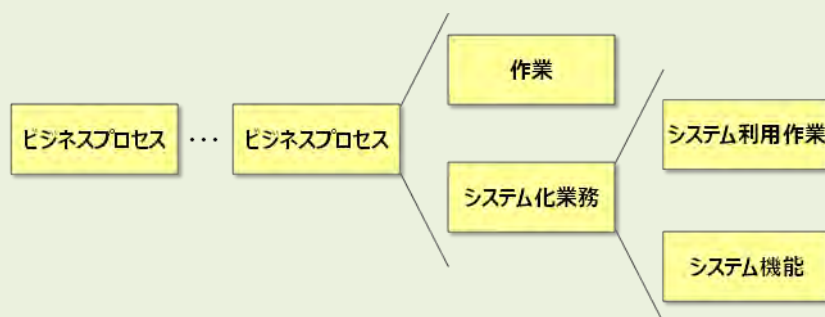 ビジネスプロセス
…
ビジネスプロセス
作業
システム化業務
システム利用作業
システム機能